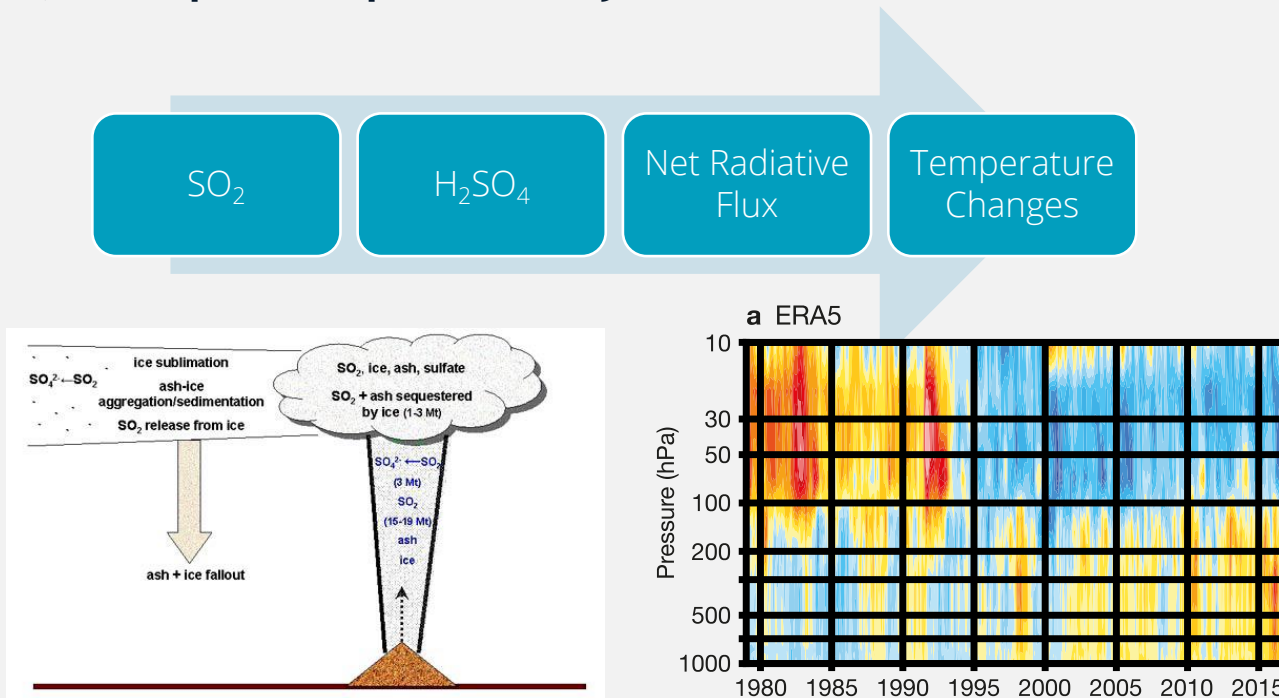 SO₂
H₂SO₄
Net Radiative
Flux
Temperature
Changes
ice sublimation
SO₄²⁻←SO₂
ash-ice
aggregation/sedimentation
SO₂ release from ice
ash + ice fallout
SO₂, ice, ash, sulfate
SO₂ + ash sequestered
by ice (1-3 Mt)
SO₄²⁻ ←SO₂
(3 Mt)
SO₂
(15-19 Mt)
ash
ice
a ERA5
Pressure (hPa)
10
30
50
100
200
500
1000
1980 1985 1990 1995 2000 2005 2010 2015